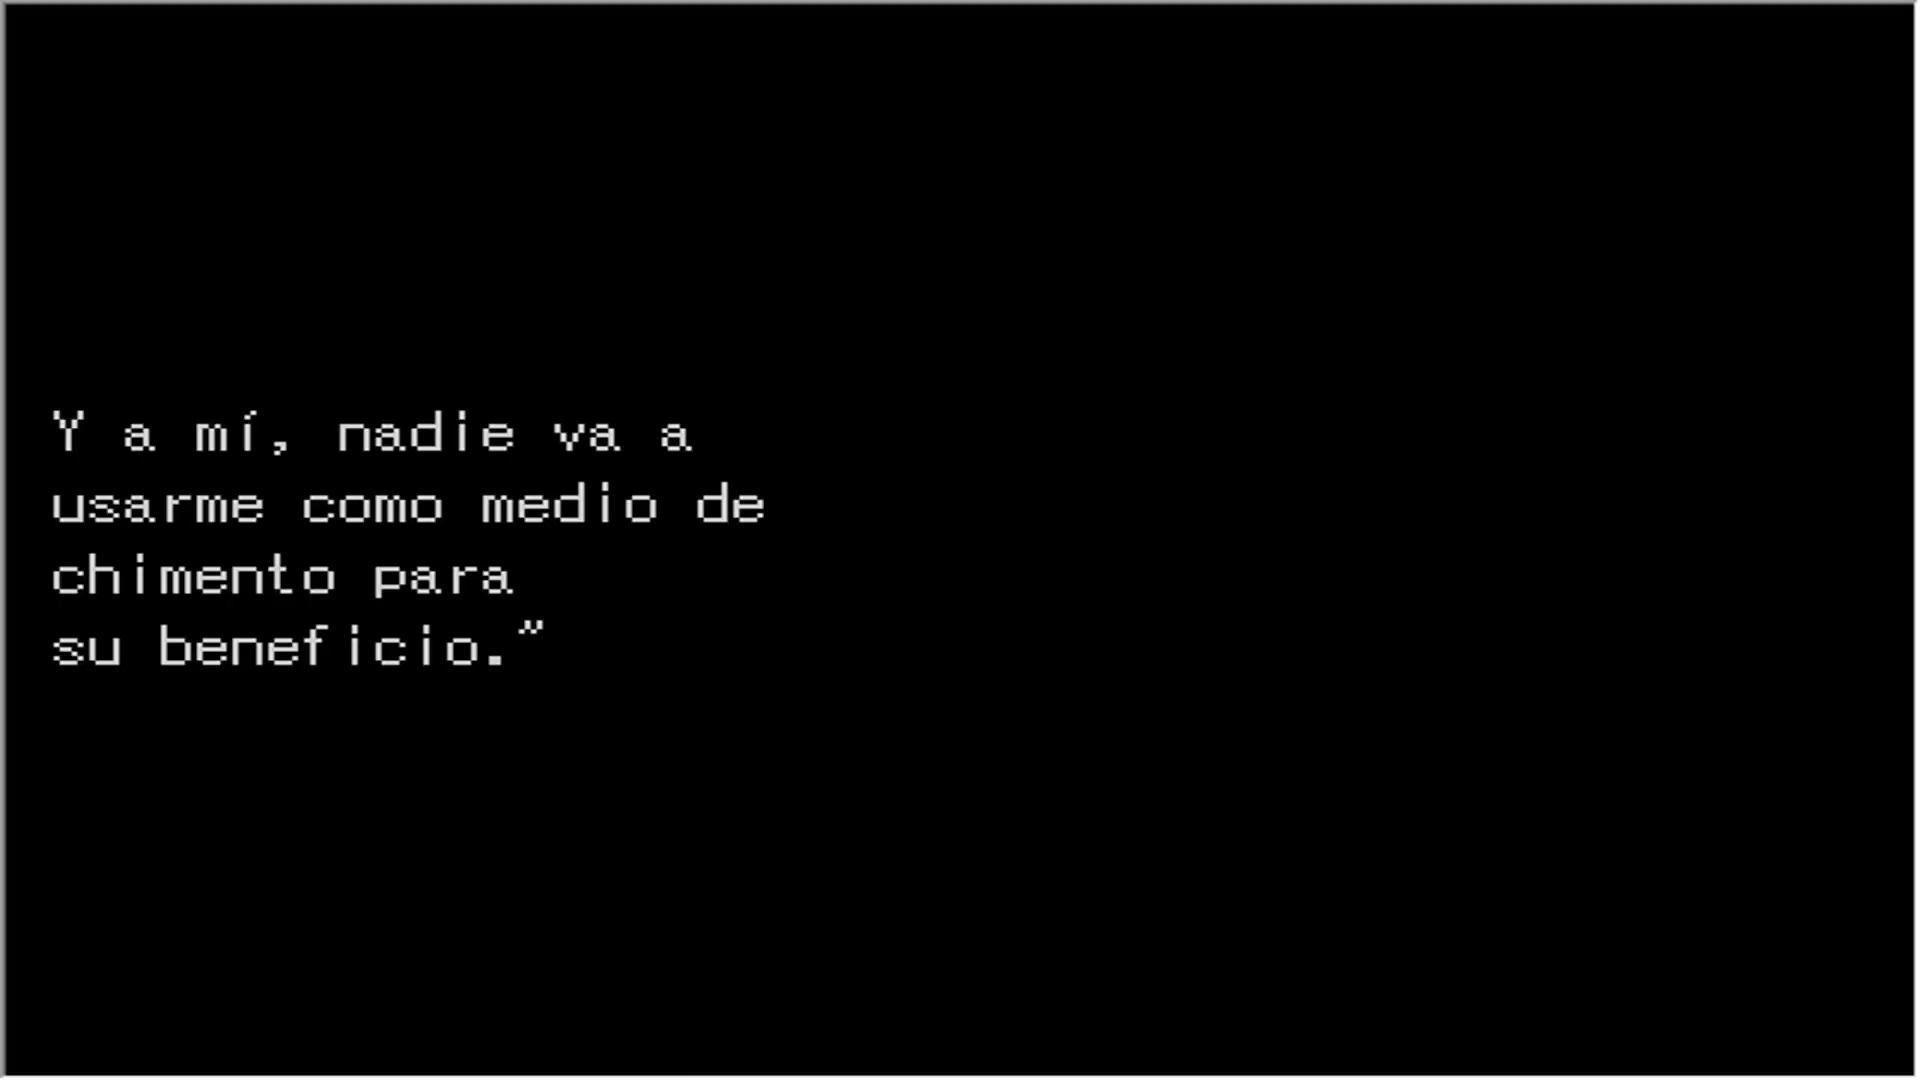 Y a mí, nadie va a
usarme como medio de
chimento para
su beneficio.”